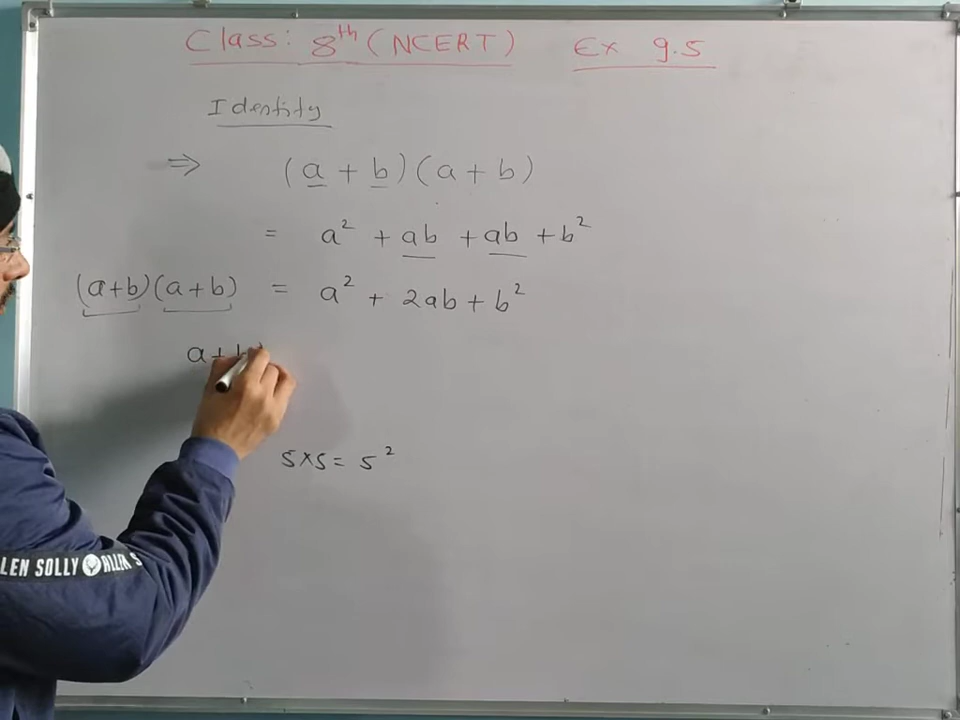 Class: 8th (NCERT) Ex 9.5
Identity
⇒ (a + b)(a + b)
= a² + ab + ab + b²
(a+b)(a+b) = a² + 2ab + b²
a+b
5×5 = 5²
LEN SOLLY ALLEN S